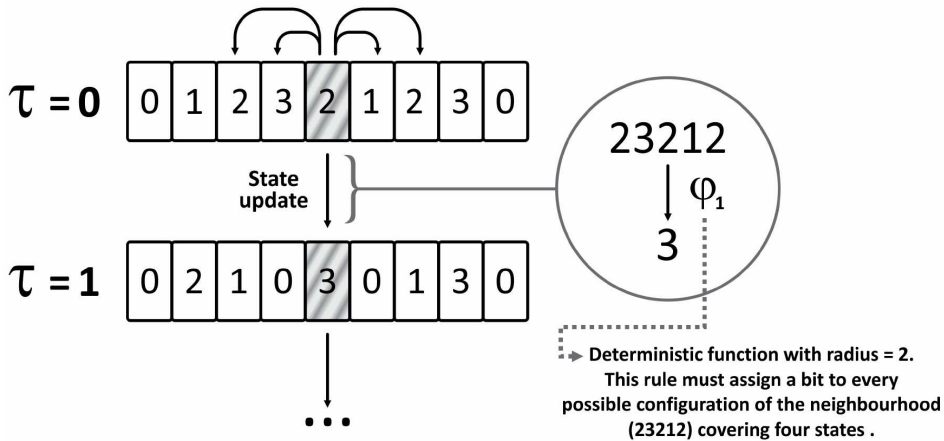 τ = 0
0 1 2 3 2 1 2 3 0
State
update
23212
φ1
3
τ = 1
0 2 1 0 3 0 1 3 0
Deterministic function with radius = 2.
This rule must assign a bit to every
possible configuration of the neighbourhood
(23212) covering four states .
...